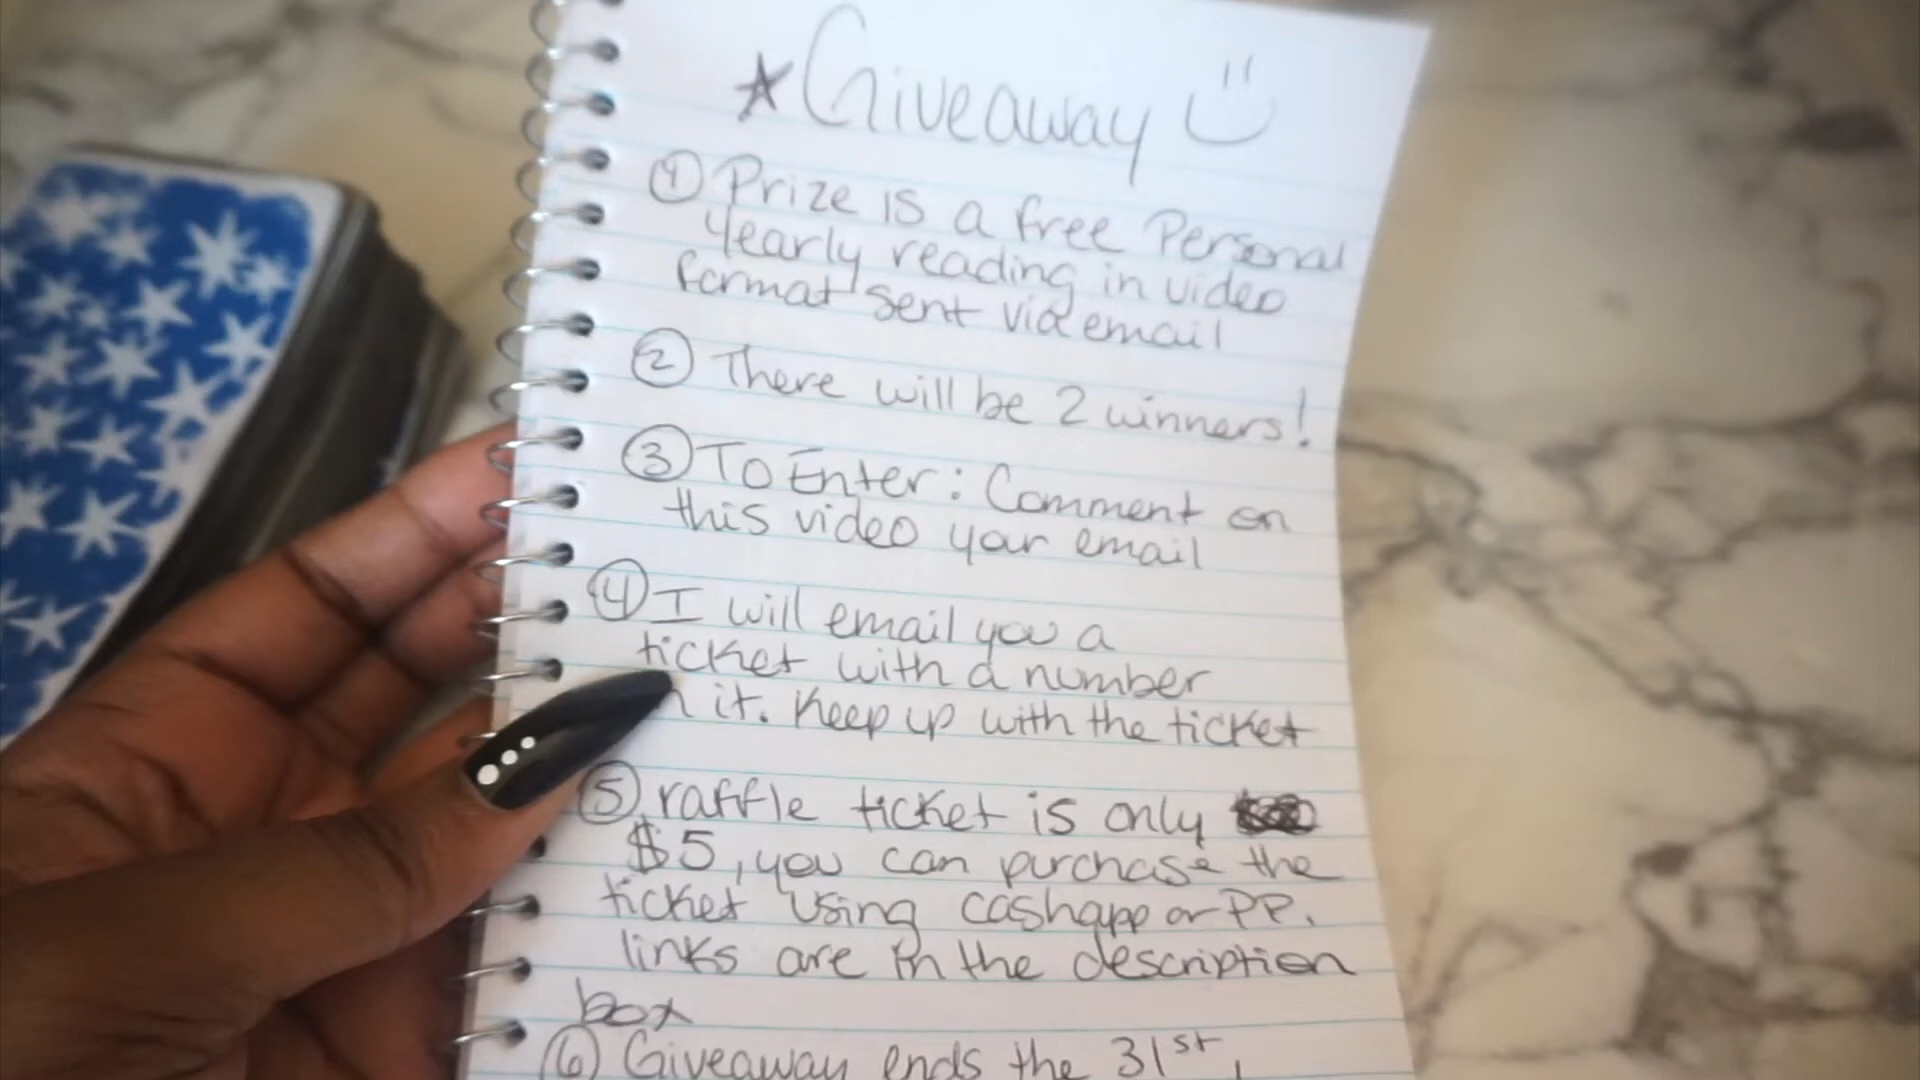 ★Giveaway
① Prize is a free Personal
yearly reading in video
format sent via email
② There will be 2 winners!
③ To Enter: Comment on
this video your email
④ I will email you a
ticket with a number
it. Keep up with the ticket
⑤ raffle ticket is only
$5, you can purchase the
ticket using cashapp or PP.
links are in the description
box
⑥ Giveaway ends the 31st